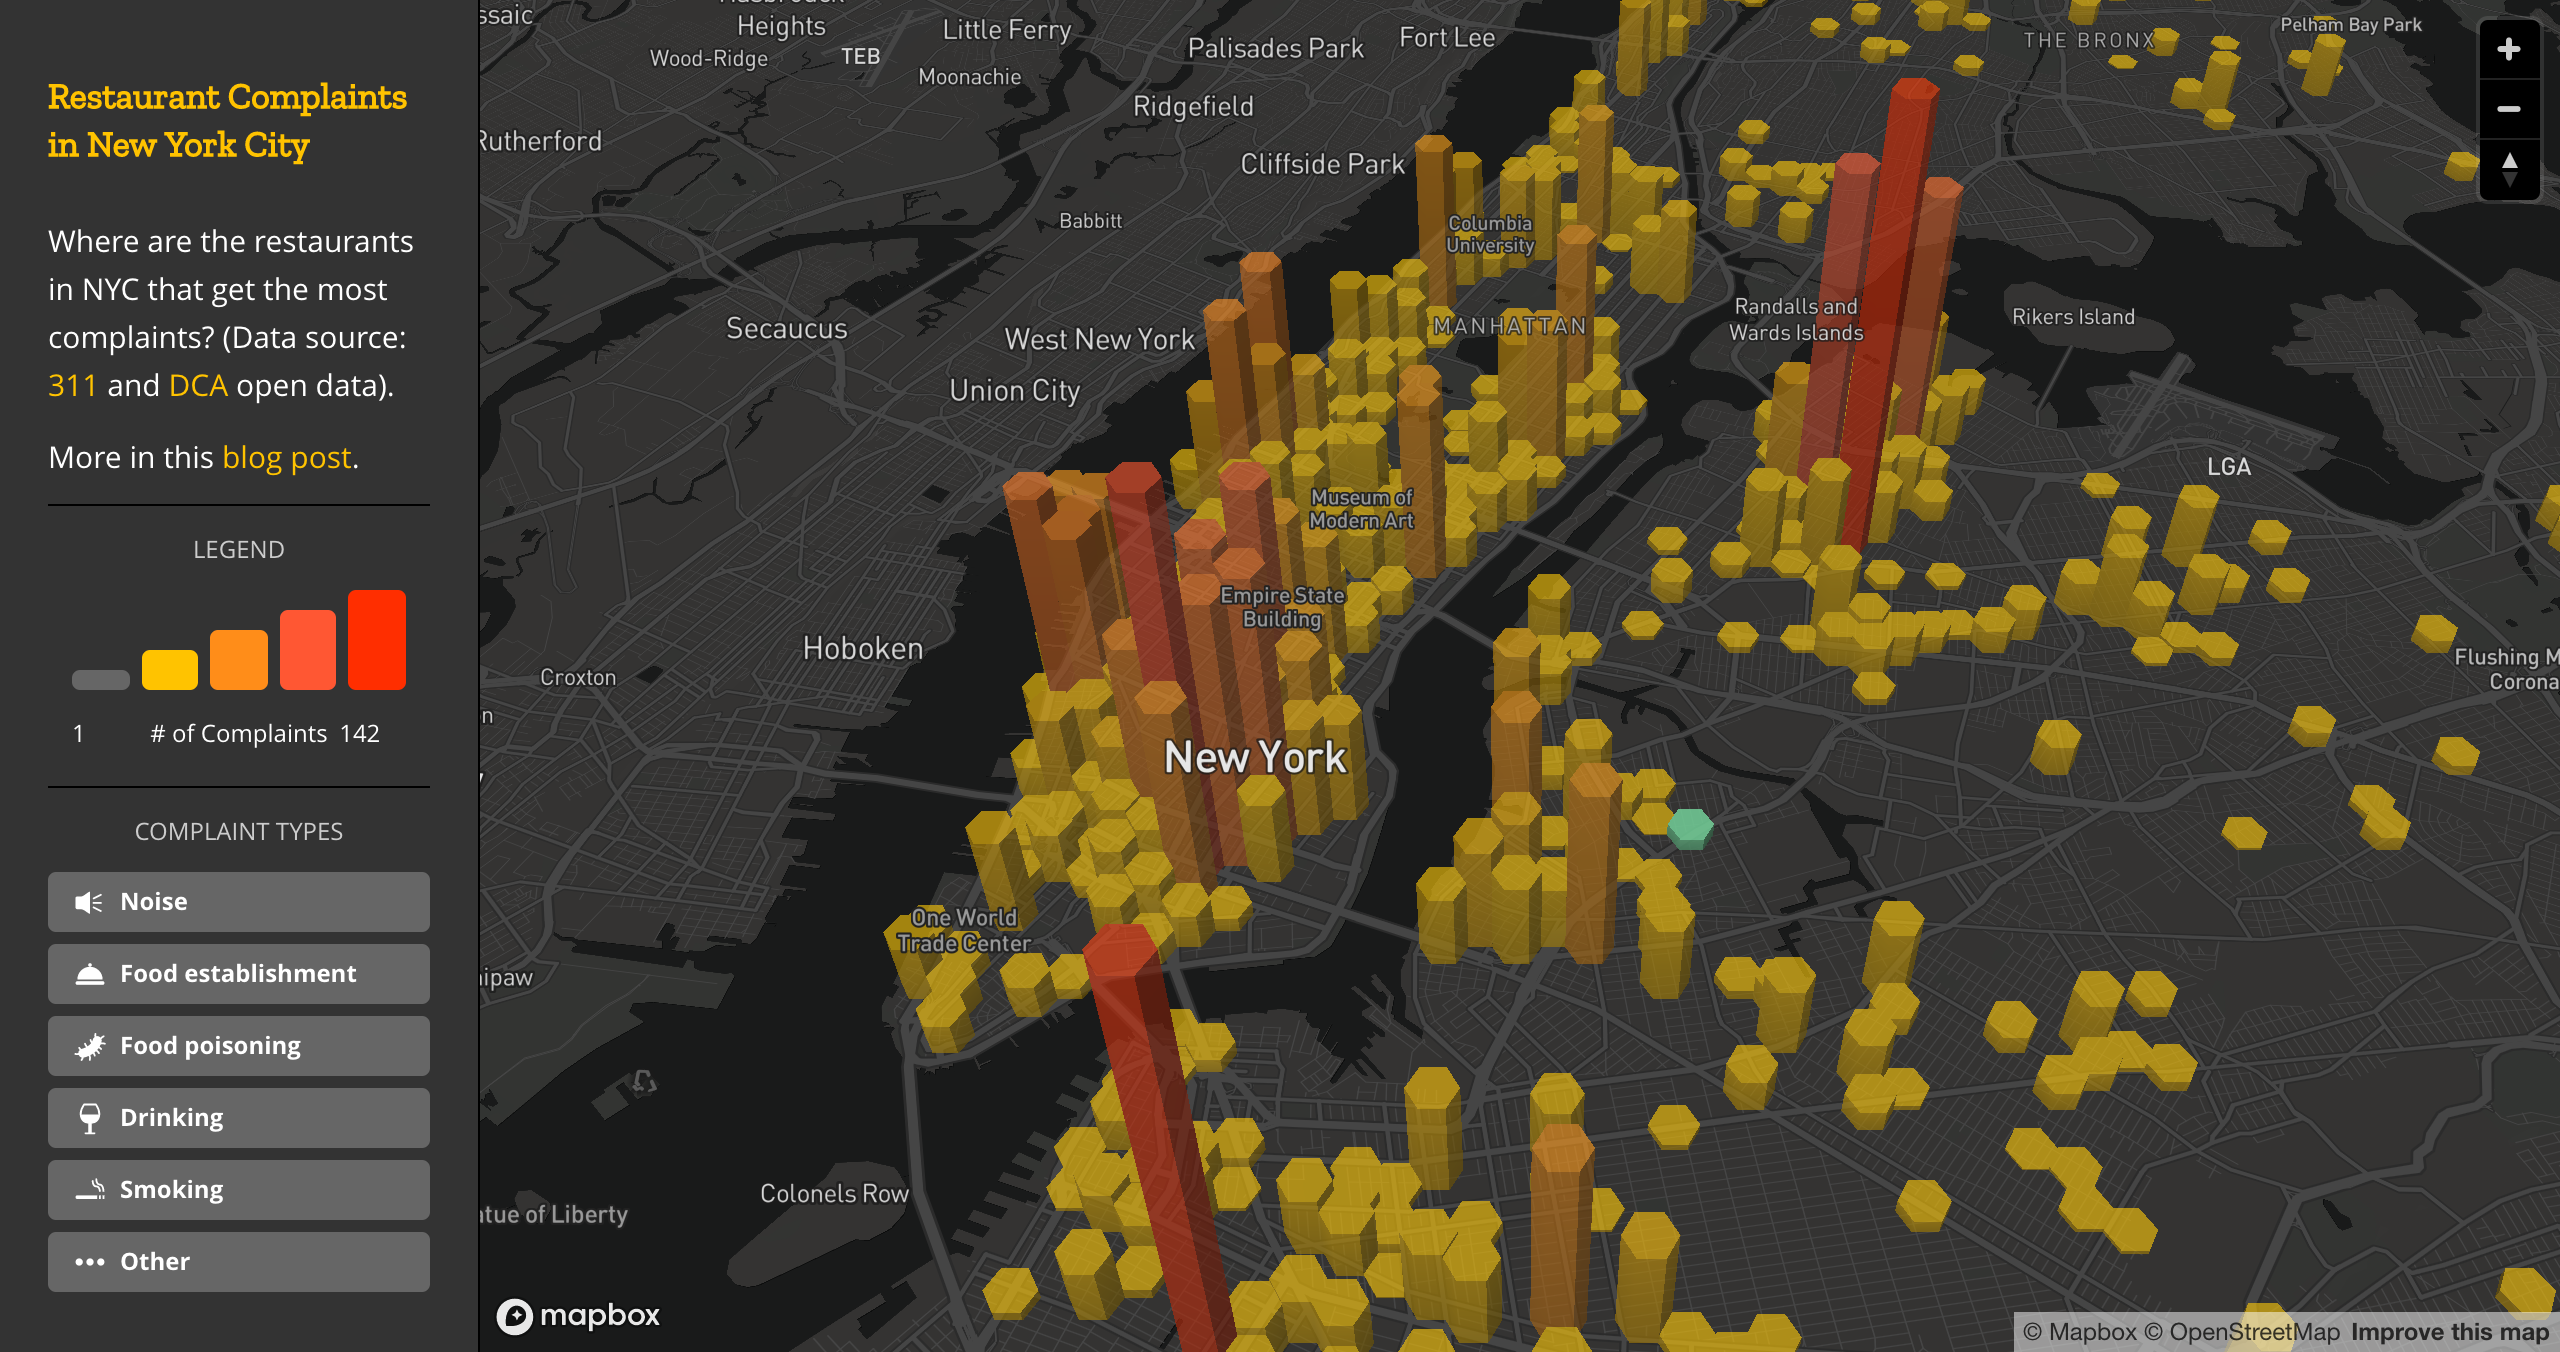 Restaurant Complaints
in New York City
Where are the restaurants
in NYC that get the most
complaints? (Data source:
311 and DCA open data).
More in this blog post.
LEGEND
1 # of Complaints 142
COMPLAINT TYPES
Noise
Food establishment
Food poisoning
Drinking
Smoking
Other
Heights
Little Ferry
Wood-Ridge
TEB
Moonachie
Palisades Park
Fort Lee
THE BRONX
Pelham Bay Park
Ridgefield
Rutherford
Cliffside Park
Babbitt
Columbia
University
Secaucus
West New York
MANHATTAN
Randalls and
Wards Islands
Rikers Island
Union City
LGA
Museum of
Modern Art
Empire State
Building
Hoboken
Croxton
Flushing M
Corona
New York
One World
Trade Center
Colonels Row
atue of Liberty
mapbox
© Mapbox © OpenStreetMap Improve this map